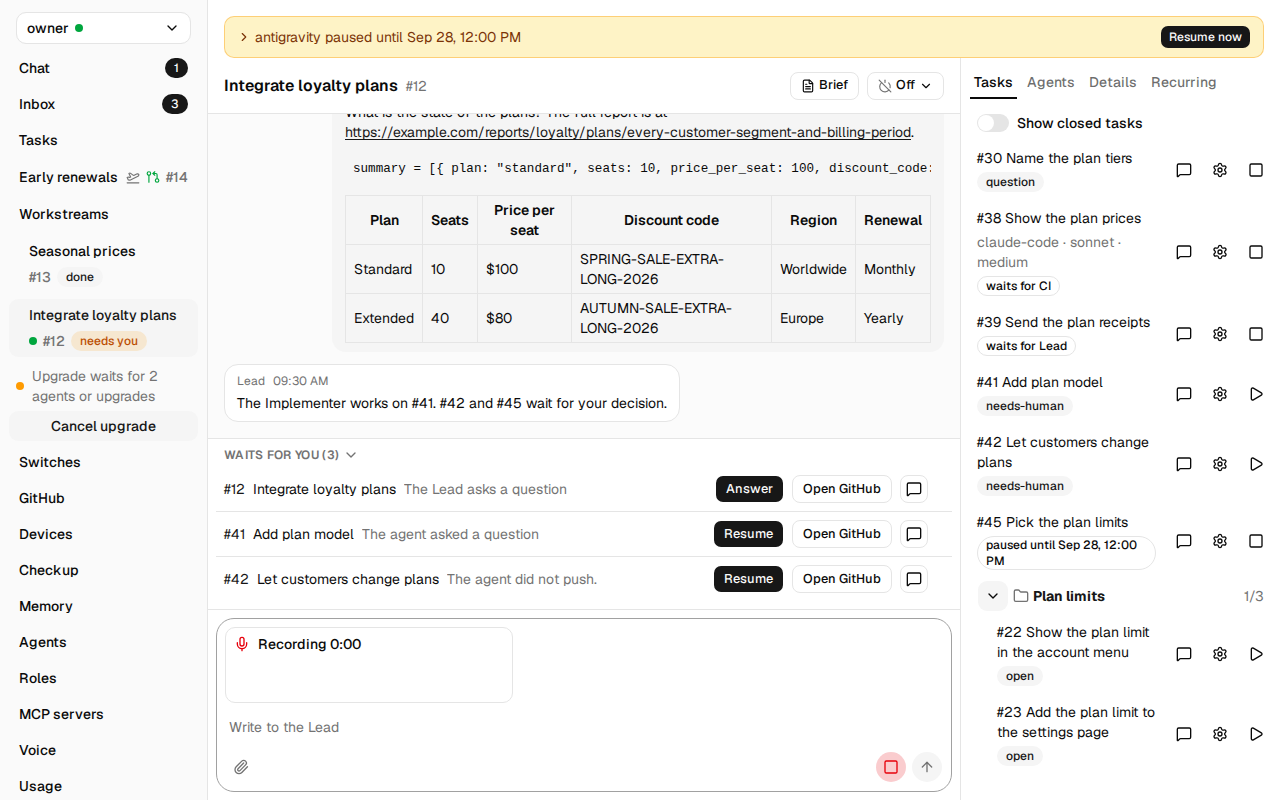 owner
Chat 1
Inbox 3
Tasks
Early renewals #14
Workstreams
Seasonal prices
#13 done
Integrate loyalty plans
#12 needs you
Upgrade waits for 2
agents or upgrades
Cancel upgrade
Switches
GitHub
Devices
Checkup
Memory
Agents
Roles
MCP servers
Voice
Usage
antigravity paused until Sep 28, 12:00 PM Resume now
Integrate loyalty plans #12 Brief Off
What is the state of the plans? The full report is at
https://example.com/reports/loyalty/plans/every-customer-segment-and-billing-period.
summary = [{ plan: "standard", seats: 10, price_per_seat: 100, discount_code:
Plan Seats Price per seat Discount code Region Renewal
Standard 10 $100 SPRING-SALE-EXTRA-LONG-2026 Worldwide Monthly
Extended 40 $80 AUTUMN-SALE-EXTRA-LONG-2026 Europe Yearly
Lead 09:30 AM
The Implementer works on #41. #42 and #45 wait for your decision.
WAITS FOR YOU (3)
#12 Integrate loyalty plans The Lead asks a question Answer Open GitHub
#41 Add plan model The agent asked a question Resume Open GitHub
#42 Let customers change plans The agent did not push. Resume Open GitHub
Recording 0:00
Write to the Lead
Tasks Agents Details Recurring
Show closed tasks
#30 Name the plan tiers
question
#38 Show the plan prices
claude-code · sonnet ·
medium
waits for CI
#39 Send the plan receipts
waits for Lead
#41 Add plan model
needs-human
#42 Let customers change
plans
needs-human
#45 Pick the plan limits
paused until Sep 28, 12:00
PM
Plan limits 1/3
#22 Show the plan limit
in the account menu
open
#23 Add the plan limit to
the settings page
open